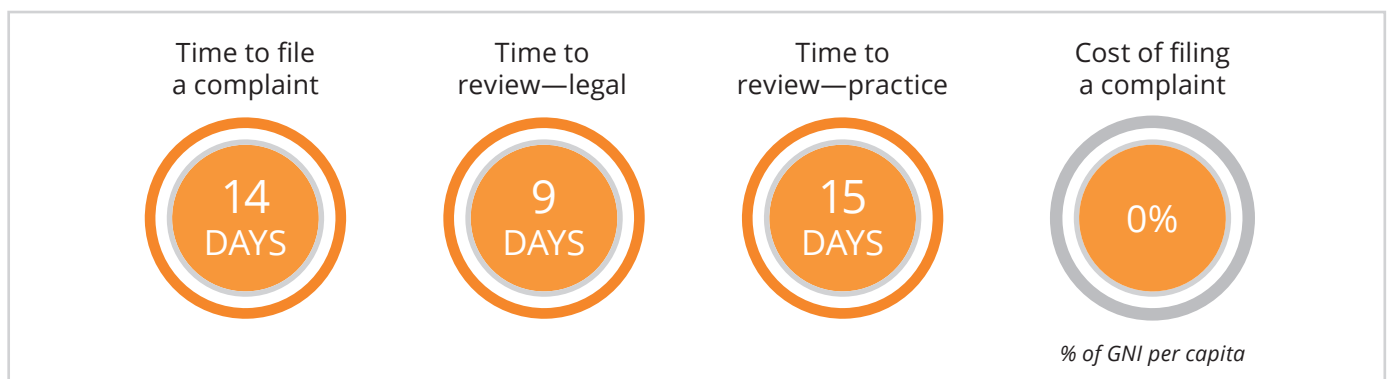 Time to file
a complaint
14
DAYS
Time to
review—legal
9
DAYS
Time to
review—practice
15
DAYS
Cost of filing
a complaint
0%
% of GNI per capita